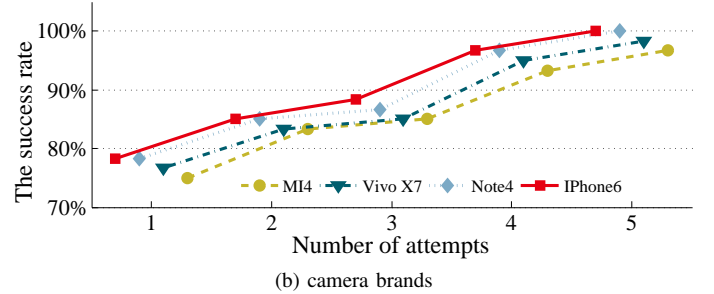 The success rate
100%
90%
80%
70%
MI4 Vivo X7 Note4 IPhone6
1 2 3 4 5
Number of attempts
(b) camera brands